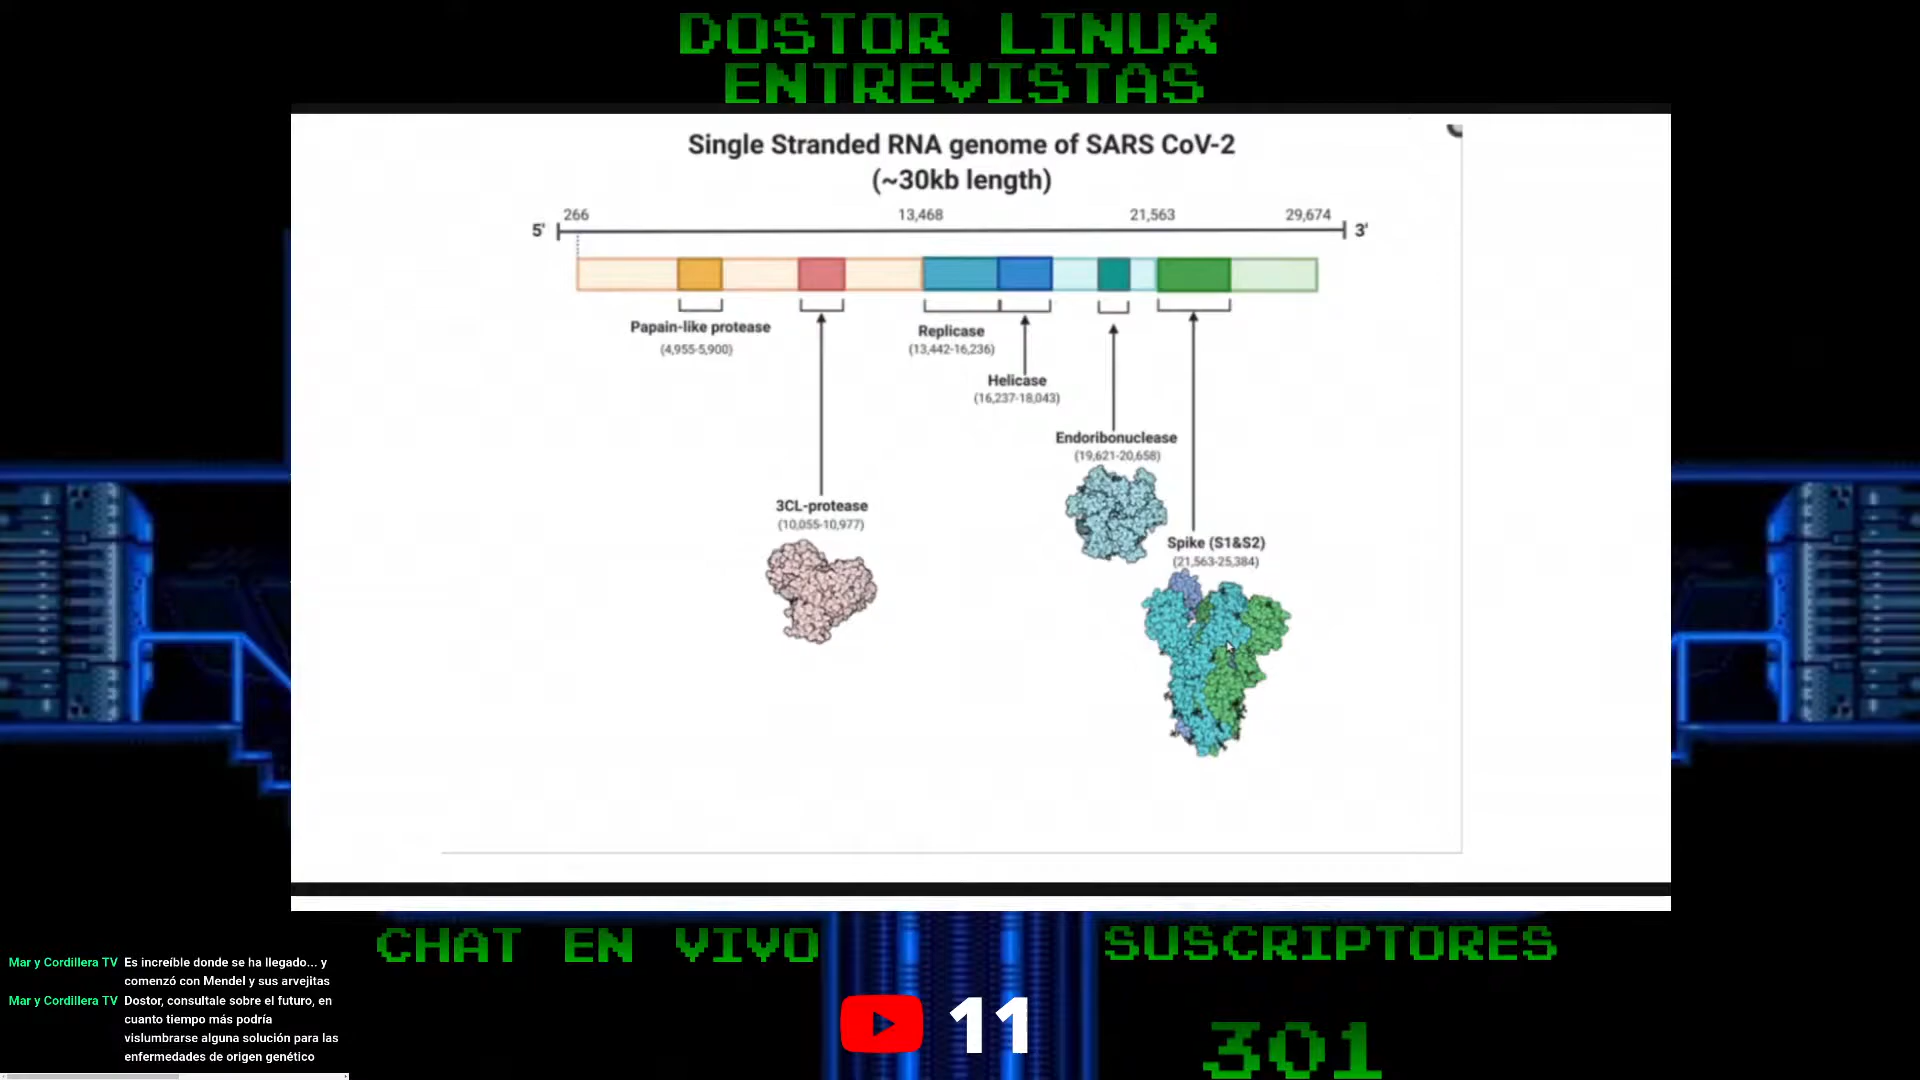 DOSTOR LINUX
ENTREVISTAS
Single Stranded RNA genome of SARS CoV-2
(~30kb length)
266 13,468 21,563 29,674
5' 3'
Papain-like protease
(4,955-5,900)
Replicase
(13,442-16,236)
Helicase
(16,237-18,043)
Endoribonuclease
(19,621-20,658)
3CL-protease
(10,055-10,977)
Spike (S1&S2)
(21,563-25,384)
CHAT EN VIVO
SUSCRIPTORES
Mar y Cordillera TV Es increíble donde se ha llegado... y
comenzó con Mendel y sus arvejitas
Mar y Cordillera TV Dostor, consultale sobre el futuro, en
cuanto tiempo más podría
vislumbrarse alguna solución para las
enfermedades de origen genético
11
301